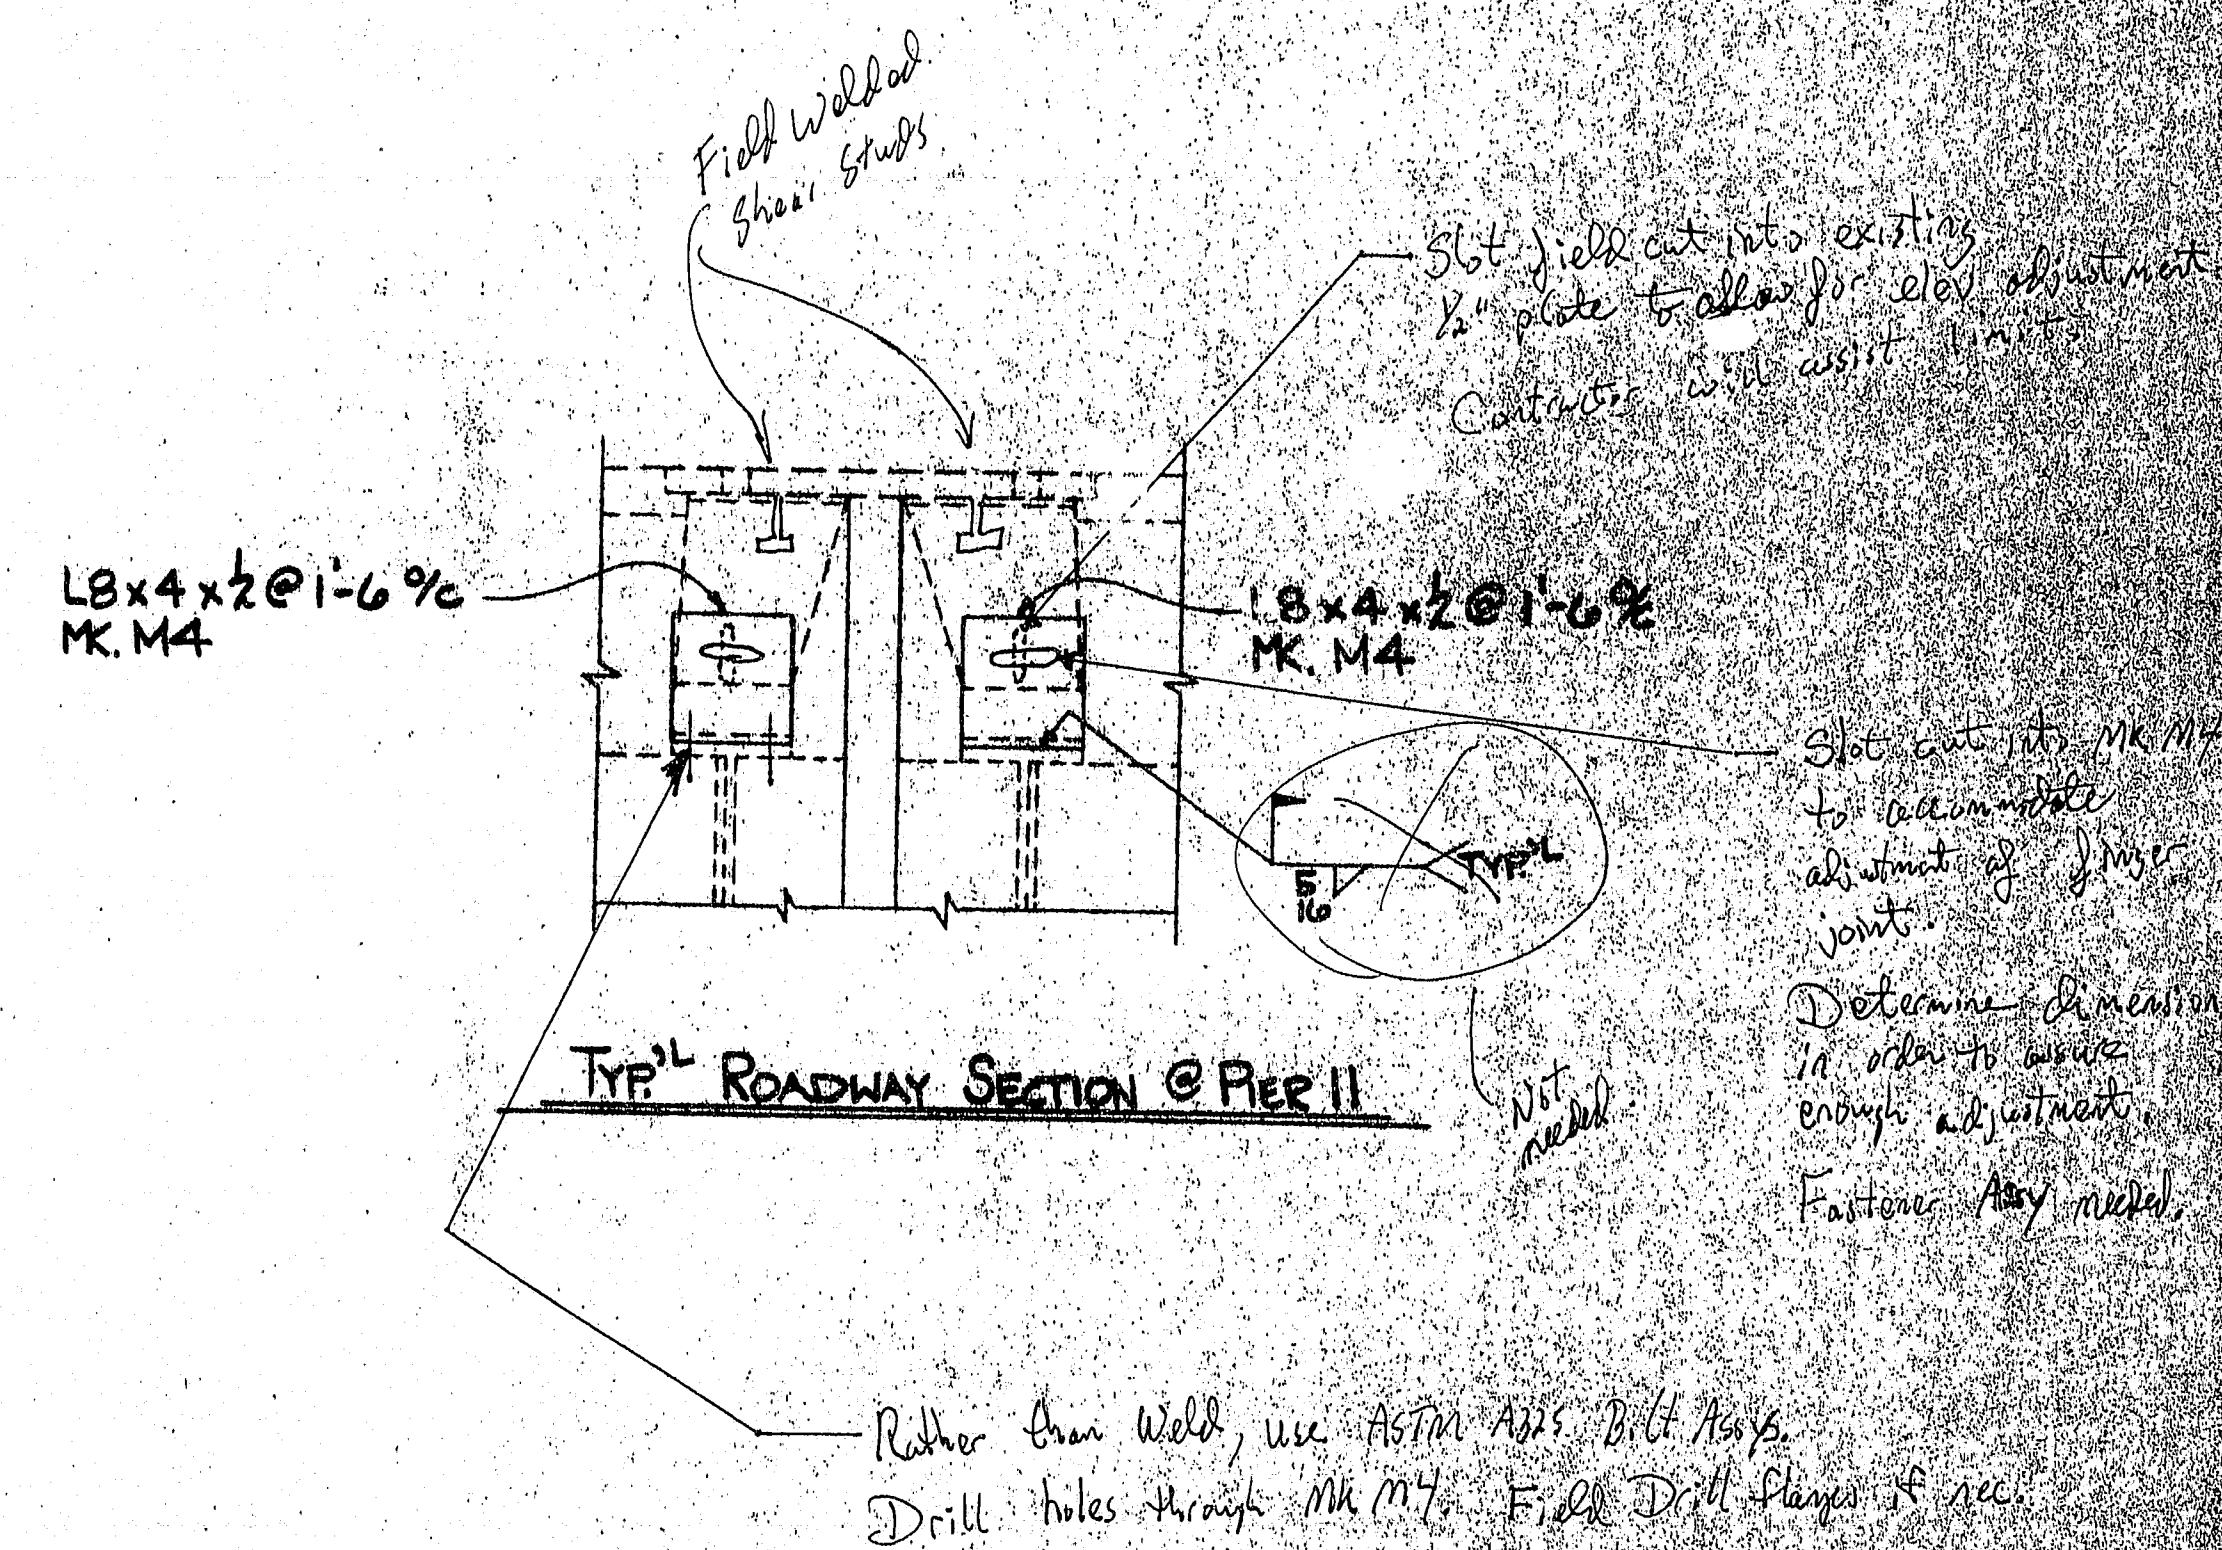 Field Welded
Shear Studs
Slot field cut into existing
1/2" plate to allow for elev adjustment.
Contractor will assist limits
L8x4x1/2@1'-6 o/c
MK. M4
L8x4x1/2@1'-6 o/c
MK. M4
Slot cut into MK M4
to accommodate
adjustment of finger
joint.
5/16
TYP.'L
Determine dimension
in order to assure
enough adjustment.
Fastener Assy needed.
Not
needed.
TYP.'L ROADWAY SECTION @ PIER 11
Rather than Weld, use ASTM A325 Bolt Assys.
Drill holes through MK M4. Field Drill flanges if nec.